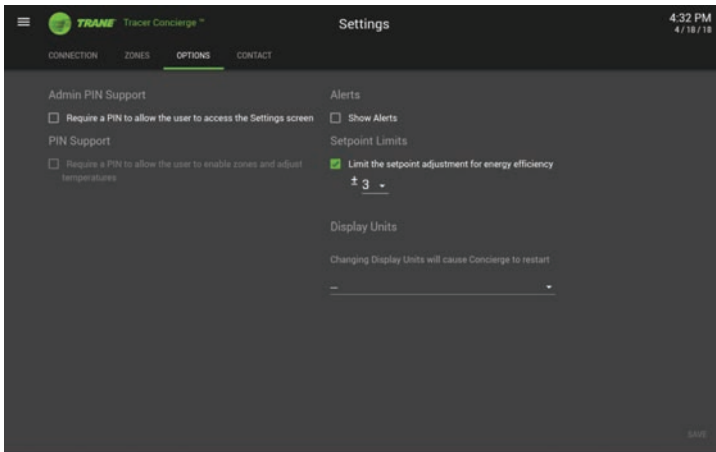 TRANE Tracer Concierge ™
Settings
4:32 PM
4/18/18
CONNECTION ZONES OPTIONS CONTACT
Admin PIN Support
Require a PIN to allow the user to access the Settings screen
PIN Support
Require a PIN to allow the user to enable zones and adjust
temperatures
Alerts
Show Alerts
Setpoint Limits
Limit the setpoint adjustment for energy efficiency
± 3
Display Units
Changing Display Units will cause Concierge to restart
--
SAVE